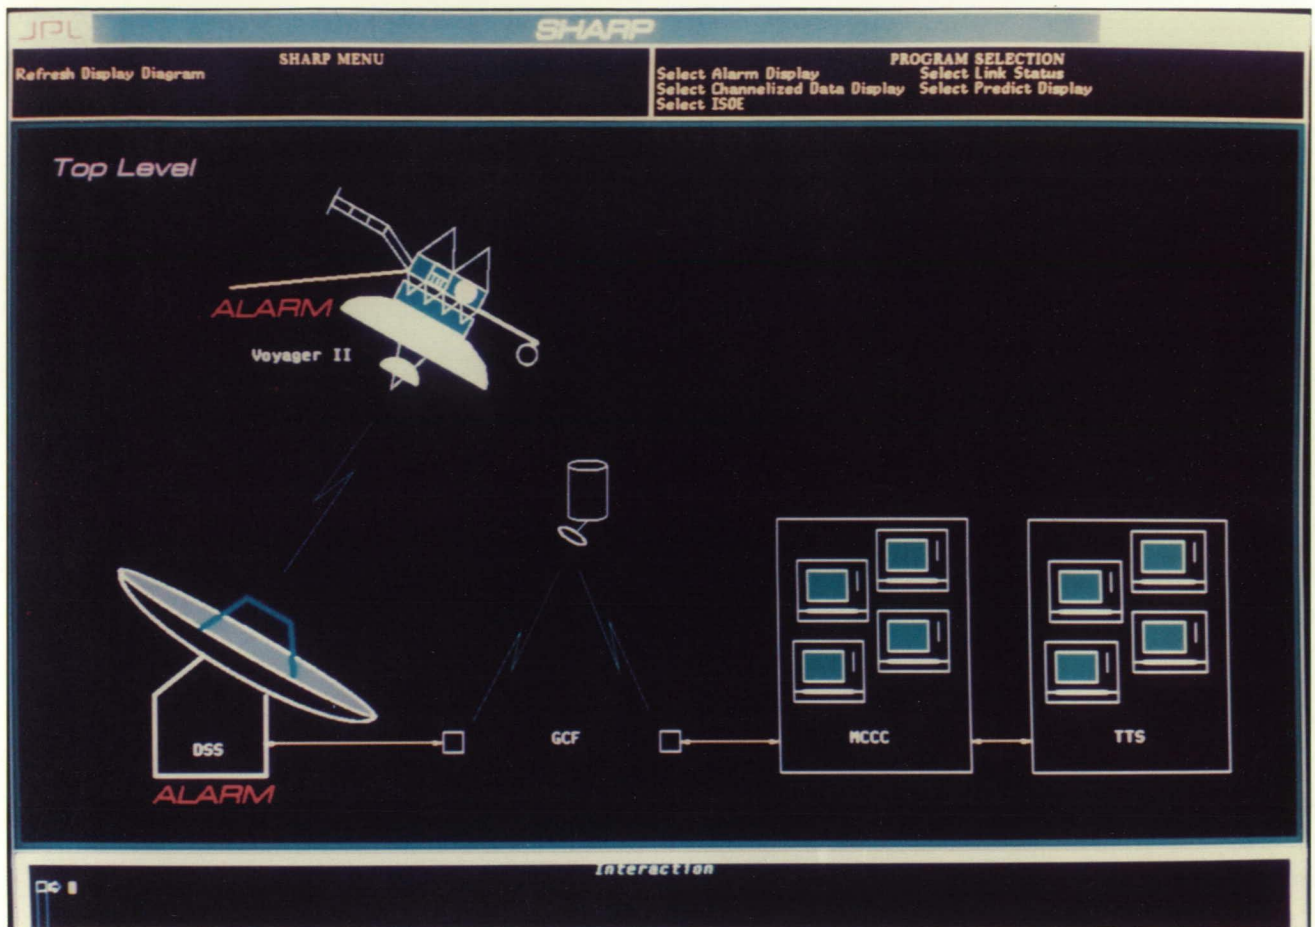 JPL SHARP
SHARP MENU
Refresh Display Diagram
PROGRAM SELECTION
Select Alarm Display Select Link Status
Select Channelized Data Display Select Predict Display
Select ISOE
Top Level
ALARM
Voyager II
DSS
GCF
MCCC
TTS
ALARM
Interaction